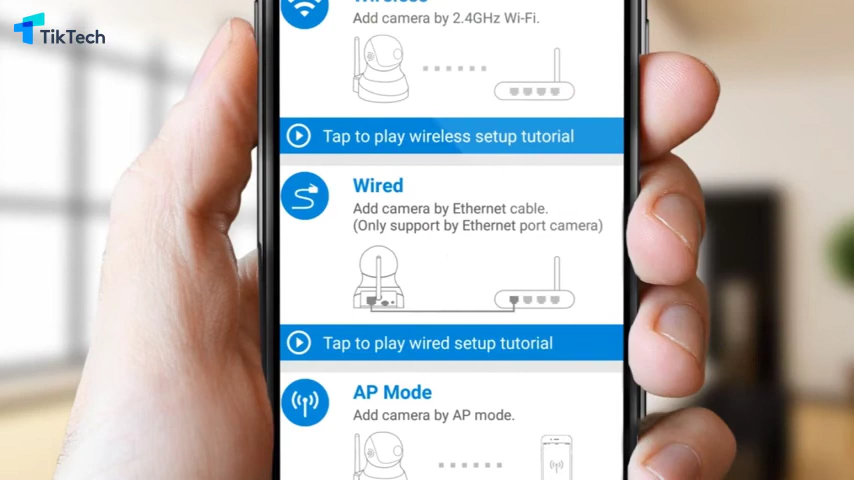 TikTech
Wireless
Add camera by 2.4GHz Wi-Fi.
Tap to play wireless setup tutorial
Wired
Add camera by Ethernet cable.
(Only support by Ethernet port camera)
Tap to play wired setup tutorial
AP Mode
Add camera by AP mode.